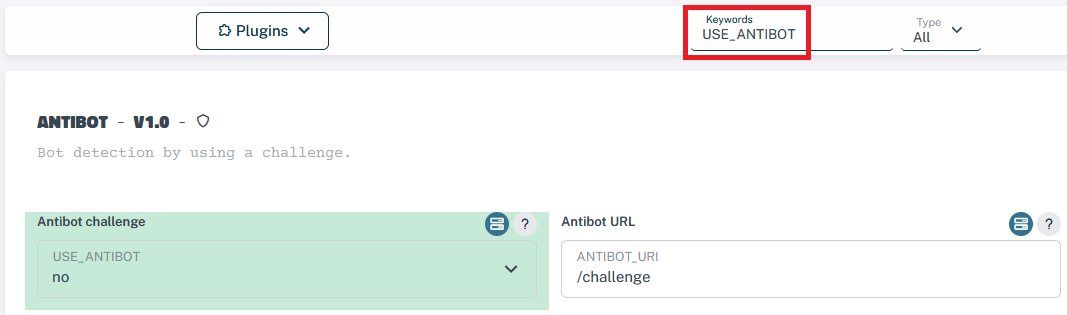 Plugins
Keywords
USE_ANTIBOT
Type
All
ANTIBOT - V1.0 -
Bot detection by using a challenge.
Antibot challenge ?
USE_ANTIBOT
no
Antibot URL ?
ANTIBOT_URI
/challenge